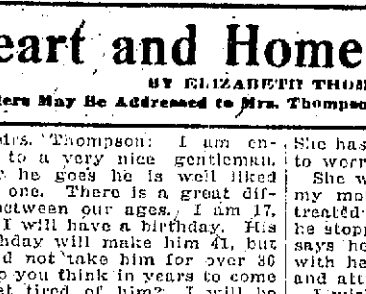 eart and Home
BY ELIZABETH THOM
ters May Be Addressed to Mrs. Thompson
Mrs. Thompson: I am en-
to a very nice gentleman.
he goes he is well liked
one. There is a great dif-
between our ages. I am 17.
I will have a birthday. His
hday will make him 41, but
d not take him for over 30
o you think in years to come
et tired of him? I will be
She has
to worr
She w
my mo
treated
he stopp
says he
with he
and att